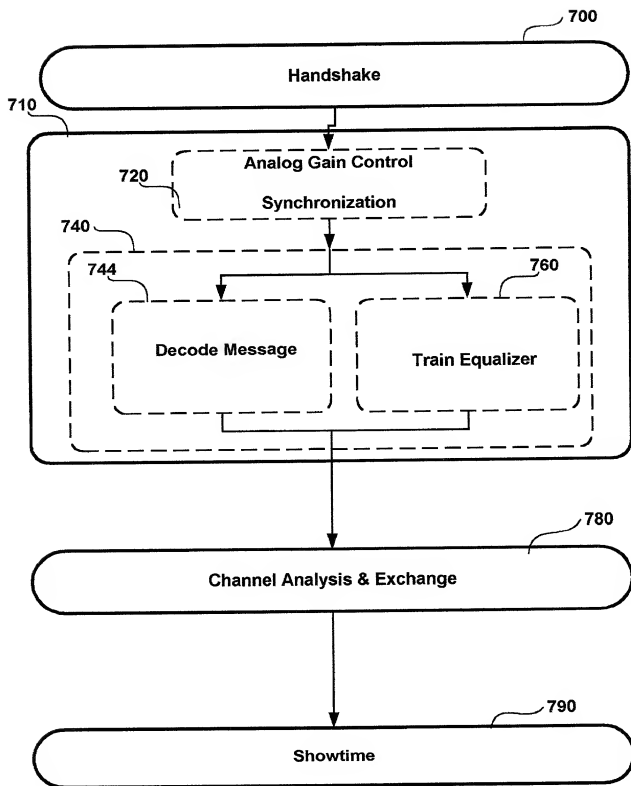 700
Handshake
710
Analog Gain Control
720
Synchronization
740
744
760
Decode Message
Train Equalizer
780
Channel Analysis & Exchange
790
Showtime